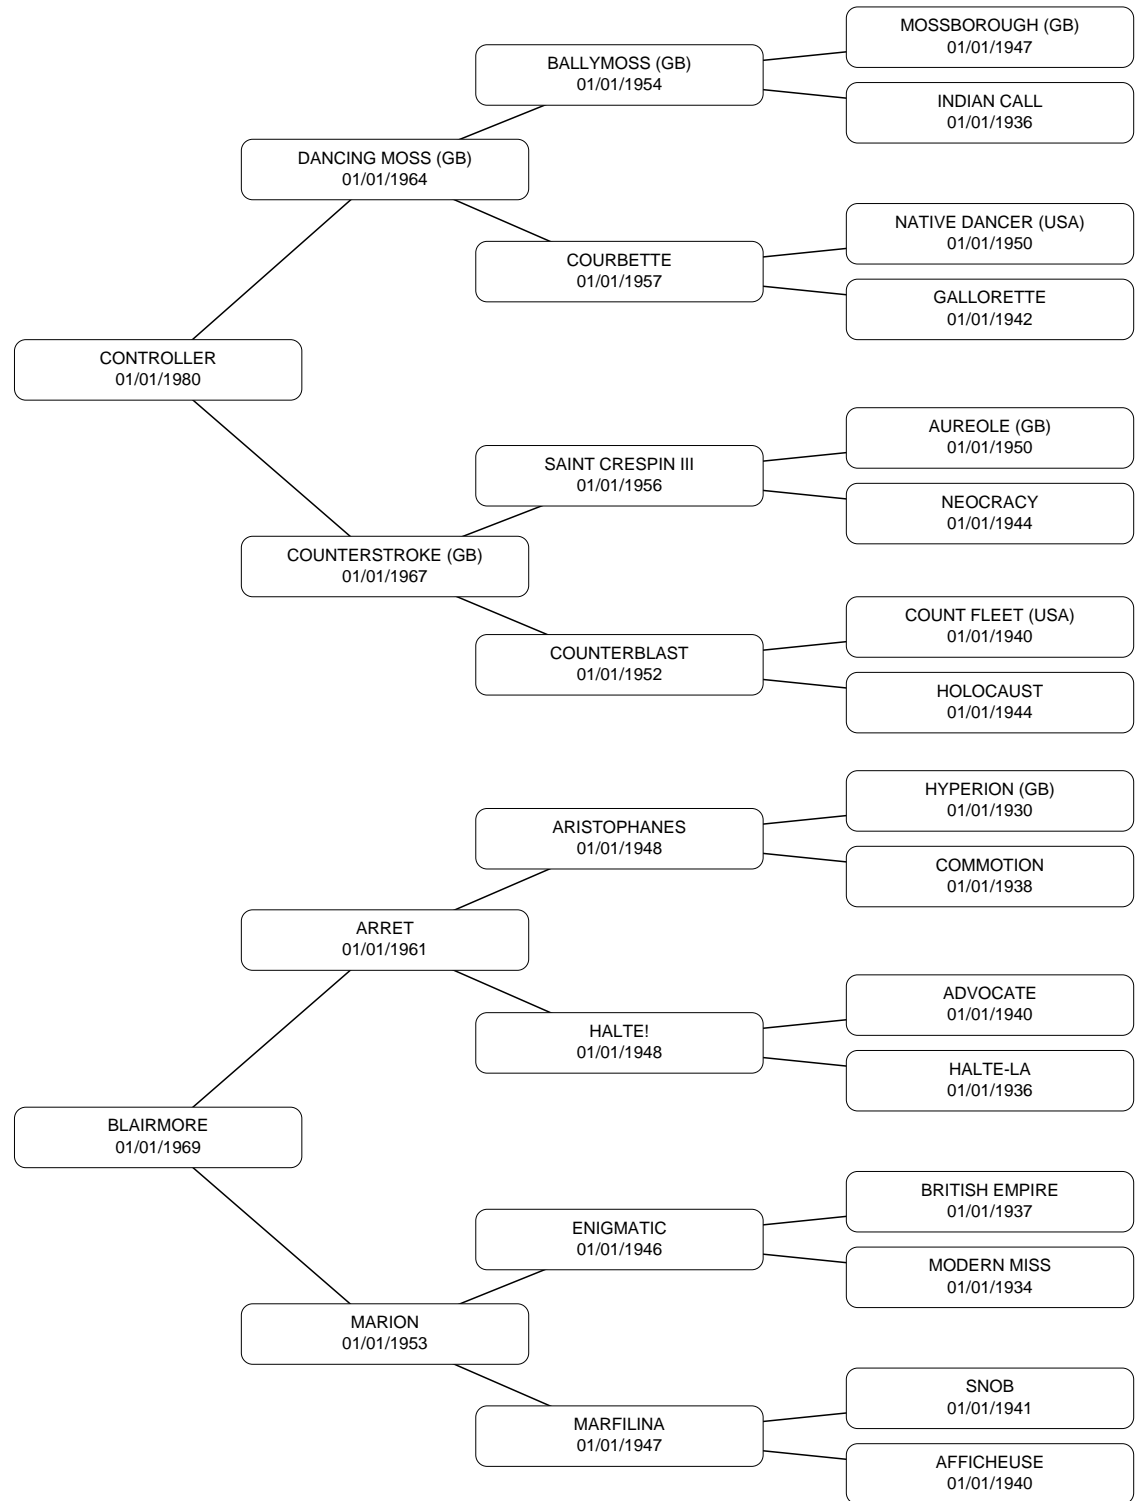 MOSSBOROUGH (GB)
01/01/1947
BALLYMOSS (GB)
01/01/1954
INDIAN CALL
01/01/1936
DANCING MOSS (GB)
01/01/1964
NATIVE DANCER (USA)
01/01/1950
COURBETTE
01/01/1957
GALLORETTE
01/01/1942
CONTROLLER
01/01/1980
AUREOLE (GB)
01/01/1950
SAINT CRESPIN III
01/01/1956
NEOCRACY
01/01/1944
COUNTERSTROKE (GB)
01/01/1967
COUNT FLEET (USA)
01/01/1940
COUNTERBLAST
01/01/1952
HOLOCAUST
01/01/1944
HYPERION (GB)
01/01/1930
ARISTOPHANES
01/01/1948
COMMOTION
01/01/1938
ARRET
01/01/1961
ADVOCATE
01/01/1940
HALTE!
01/01/1948
HALTE-LA
01/01/1936
BLAIRMORE
01/01/1969
BRITISH EMPIRE
01/01/1937
ENIGMATIC
01/01/1946
MODERN MISS
01/01/1934
MARION
01/01/1953
SNOB
01/01/1941
MARFILINA
01/01/1947
AFFICHEUSE
01/01/1940